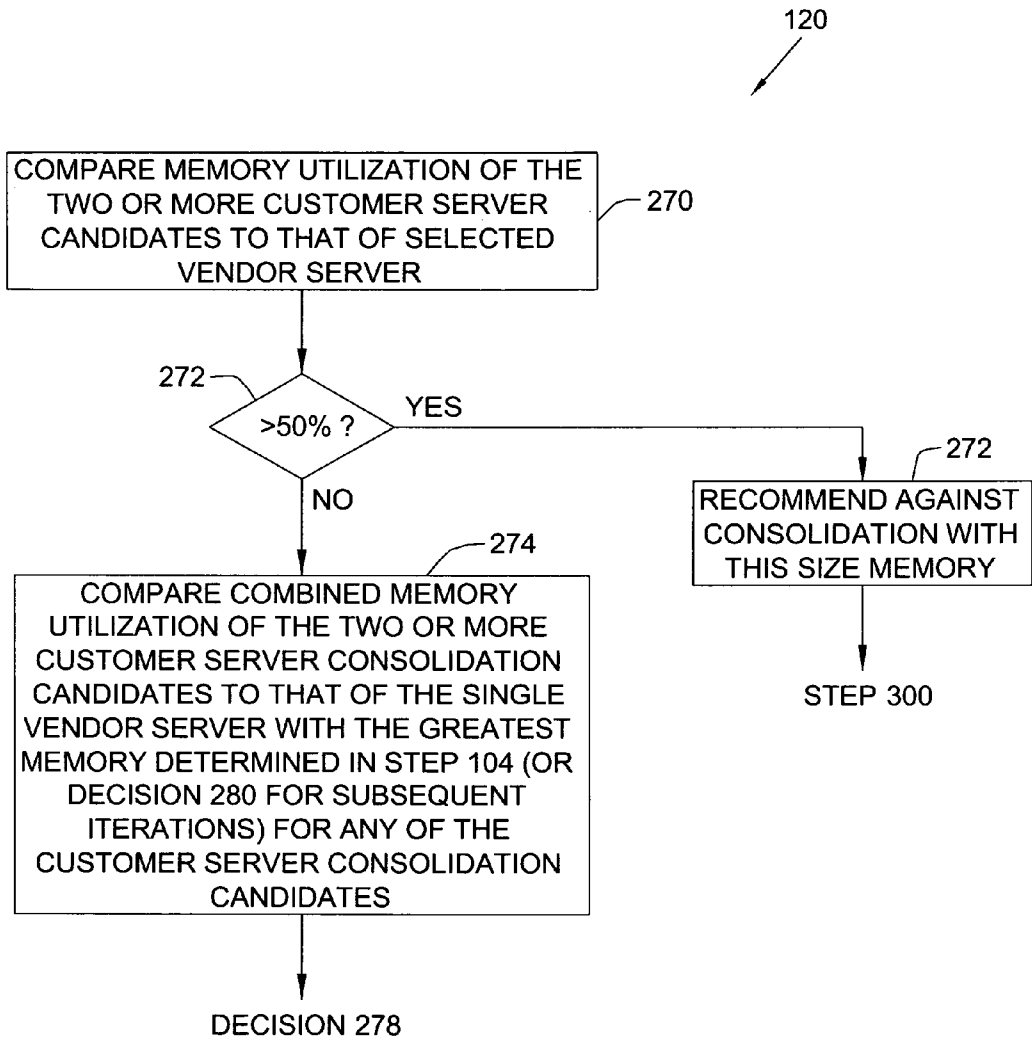 120
COMPARE MEMORY UTILIZATION OF THE
TWO OR MORE CUSTOMER SERVER
CANDIDATES TO THAT OF SELECTED
VENDOR SERVER
270
272
>50% ?
YES
NO
272
RECOMMEND AGAINST
CONSOLIDATION WITH
THIS SIZE MEMORY
STEP 300
274
COMPARE COMBINED MEMORY
UTILIZATION OF THE TWO OR MORE
CUSTOMER SERVER CONSOLIDATION
CANDIDATES TO THAT OF THE SINGLE
VENDOR SERVER WITH THE GREATEST
MEMORY DETERMINED IN STEP 104 (OR
DECISION 280 FOR SUBSEQUENT
ITERATIONS) FOR ANY OF THE
CUSTOMER SERVER CONSOLIDATION
CANDIDATES
DECISION 278